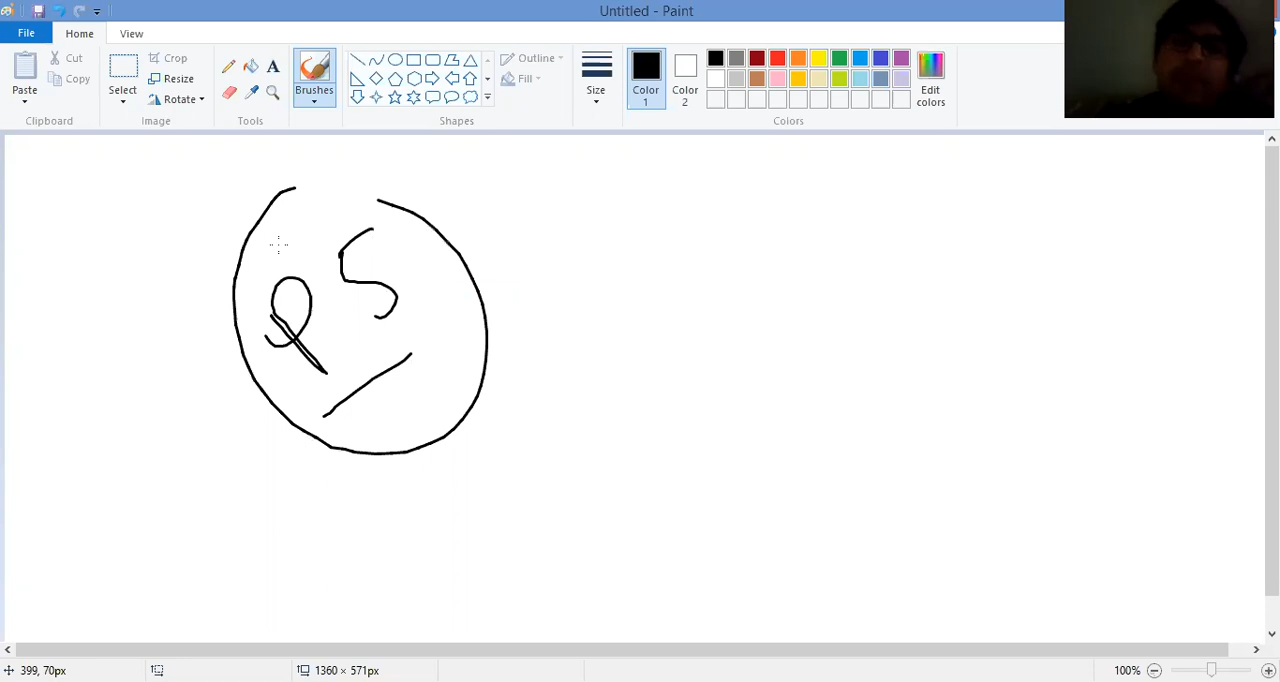 Untitled - Paint
File Home View
Paste
Cut
Copy
Clipboard
Select
Crop
Resize
Rotate
Image
A
Tools
Brushes
Outline
Fill
Shapes
Size
Color 1
Color 2
Edit colors
Colors
S
399, 70px
1360 × 571px
100%